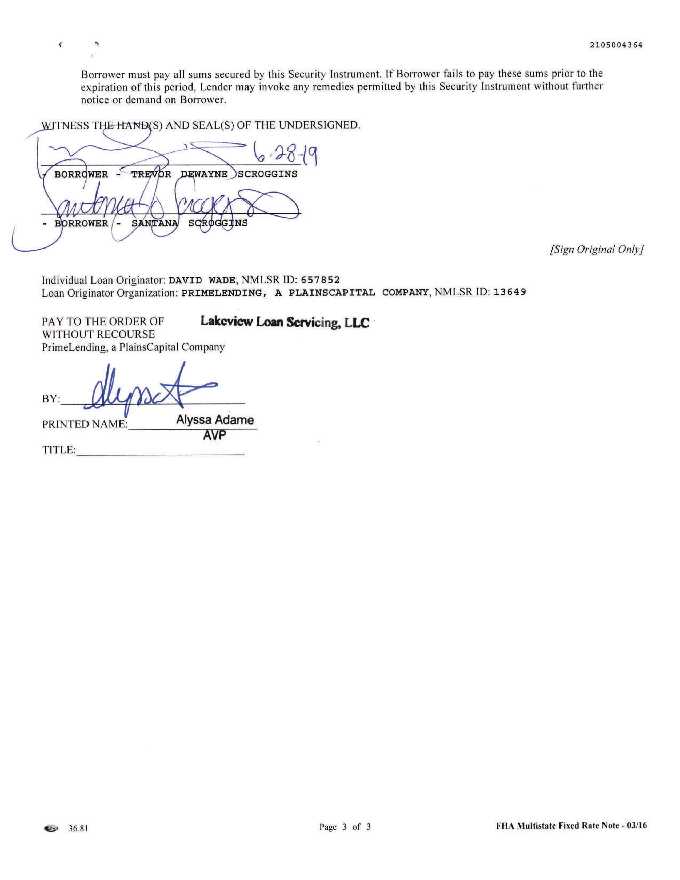 2105004364
Borrower must pay all sums secured by this Security Instrument. If Borrower fails to pay these sums prior to the
expiration of this period, Lender may invoke any remedies permitted by this Security Instrument without further
notice or demand on Borrower.
WITNESS THE HAND(S) AND SEAL(S) OF THE UNDERSIGNED.
6-28-19
- BORROWER - TREVOR DEWAYNE SCROGGINS
- BORROWER - SANTANA SCROGGINS
[Sign Original Only]
Individual Loan Originator: DAVID WADE, NMLSR ID: 657852
Loan Originator Organization: PRIMELENDING, A PLAINSCAPITAL COMPANY, NMLSR ID: 13649
PAY TO THE ORDER OF Lakeview Loan Servicing, LLC
WITHOUT RECOURSE
PrimeLending, a PlainsCapital Company
BY:
PRINTED NAME: Alyssa Adame
AVP
TITLE:
36.81 Page 3 of 3 FHA Multistate Fixed Rate Note - 03/16